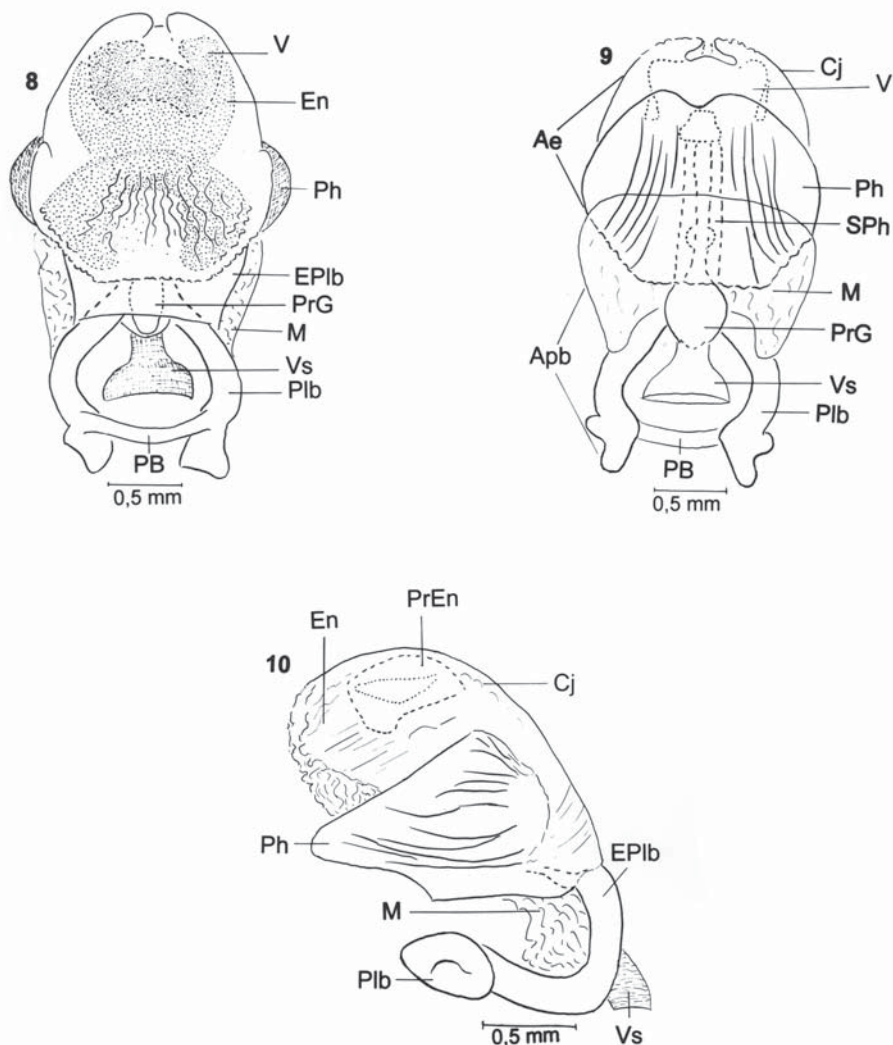 8
V
En
Ph
EPlb
PrG
M
Vs
Plb
PB
0,5 mm
9
Cj
V
Ae
Ph
SPh
M
PrG
Apb
Vs
Plb
PB
0,5 mm
10
PrEn
En
Cj
Ph
EPlb
M
Plb
Vs
0,5 mm